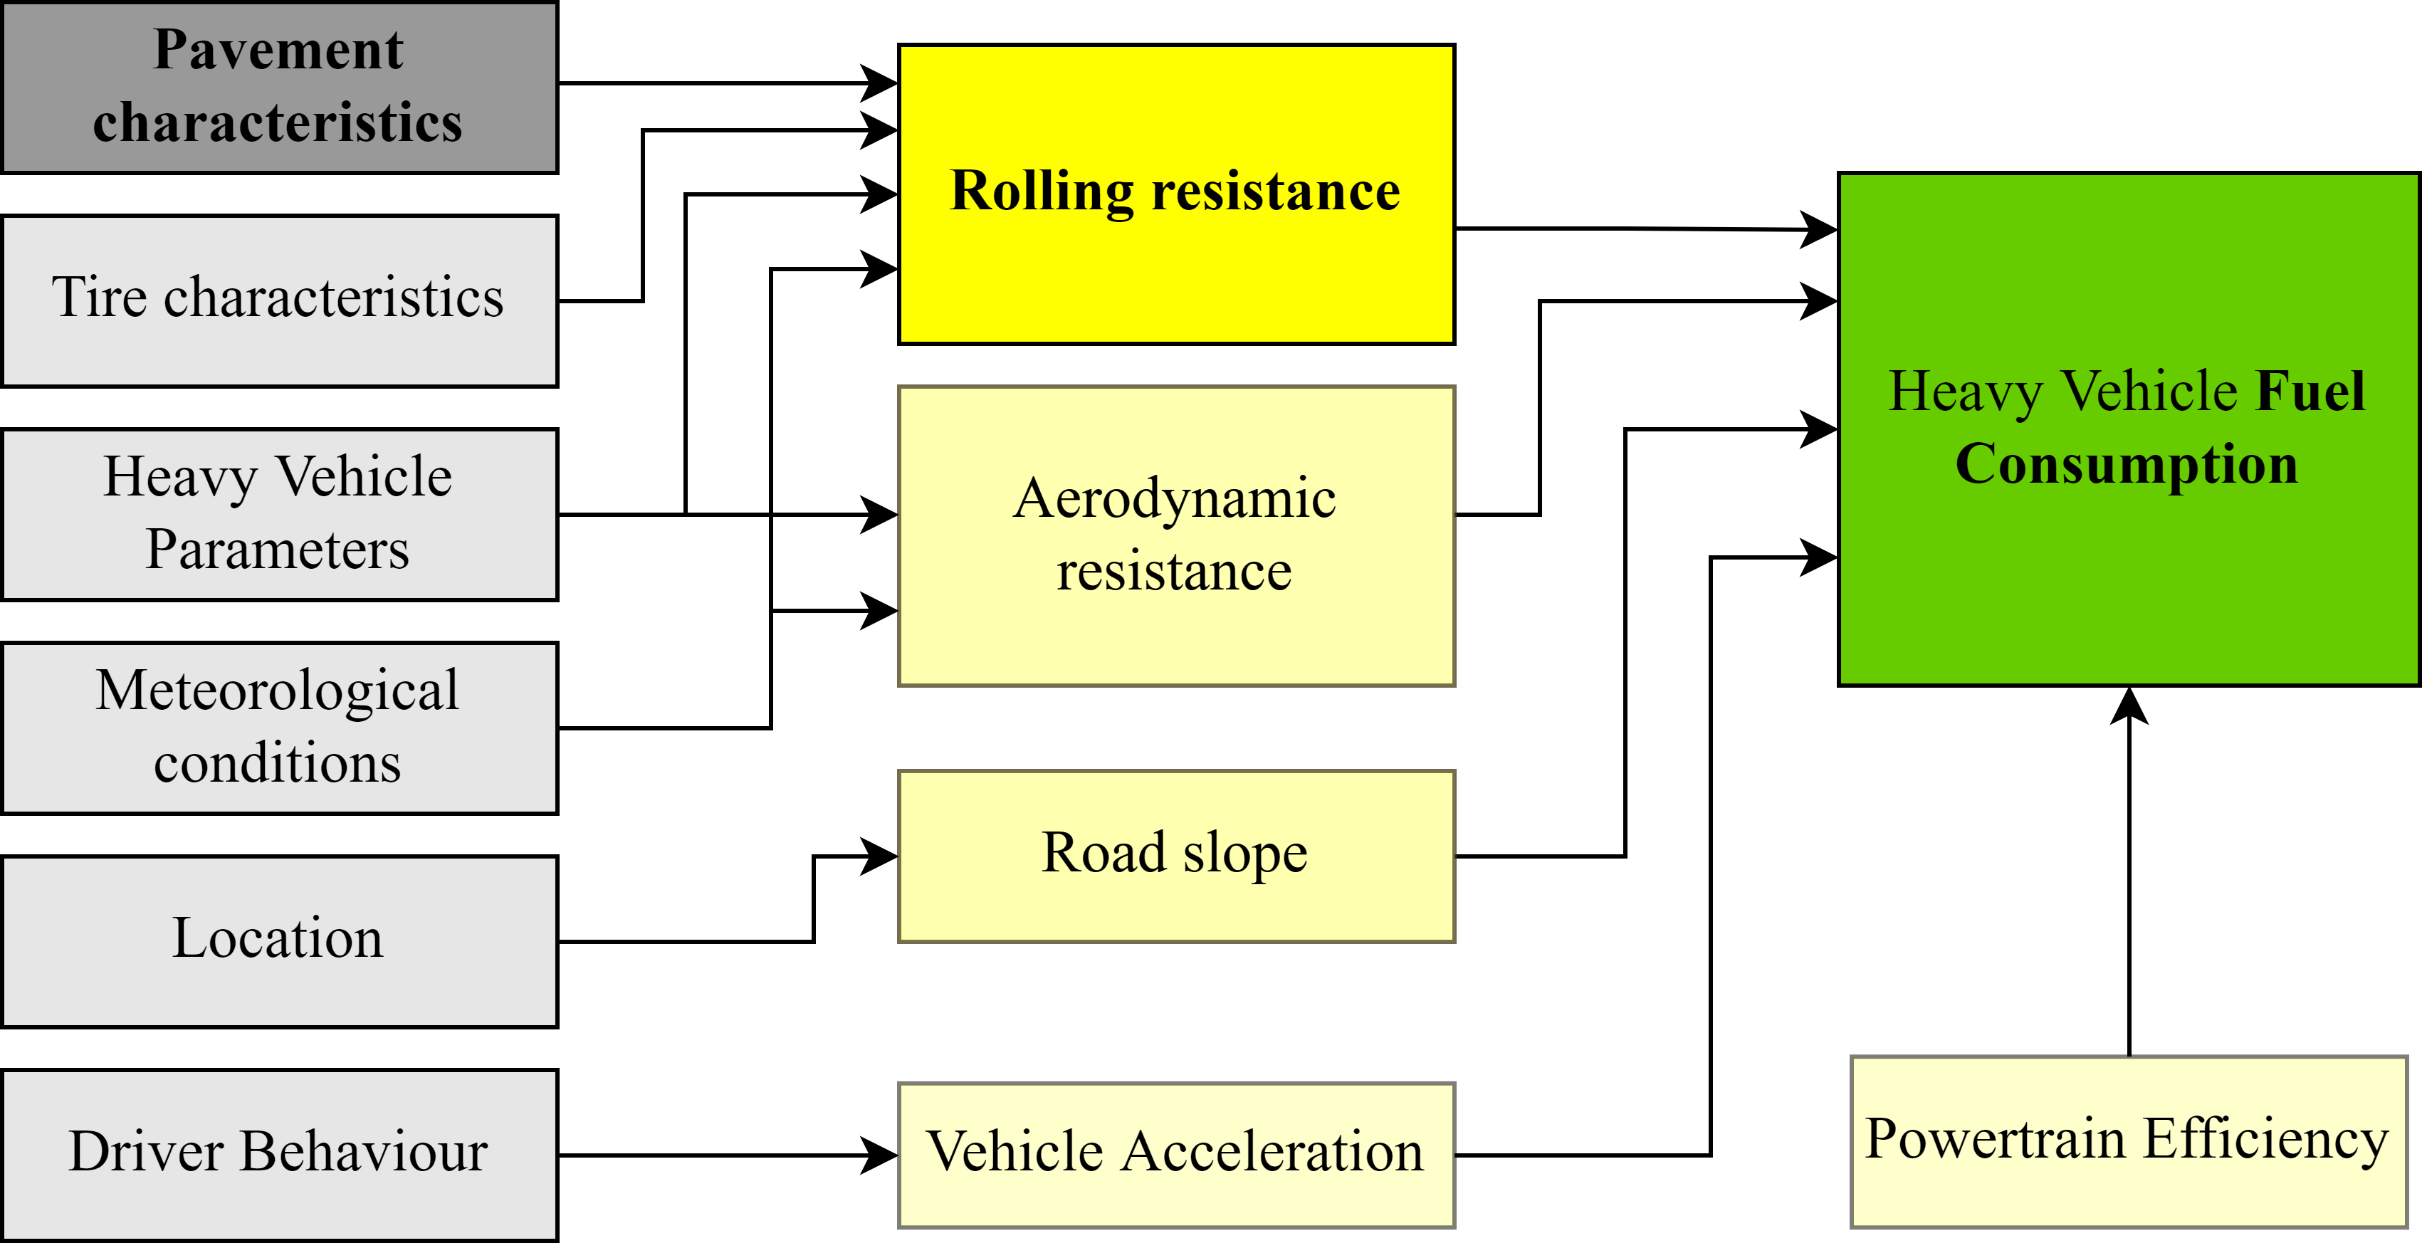 Pavement
characteristics
Tire characteristics
Heavy Vehicle
Parameters
Meteorological
conditions
Location
Driver Behaviour
Rolling resistance
Aerodynamic
resistance
Road slope
Vehicle Acceleration
Heavy Vehicle Fuel
Consumption
Powertrain Efficiency